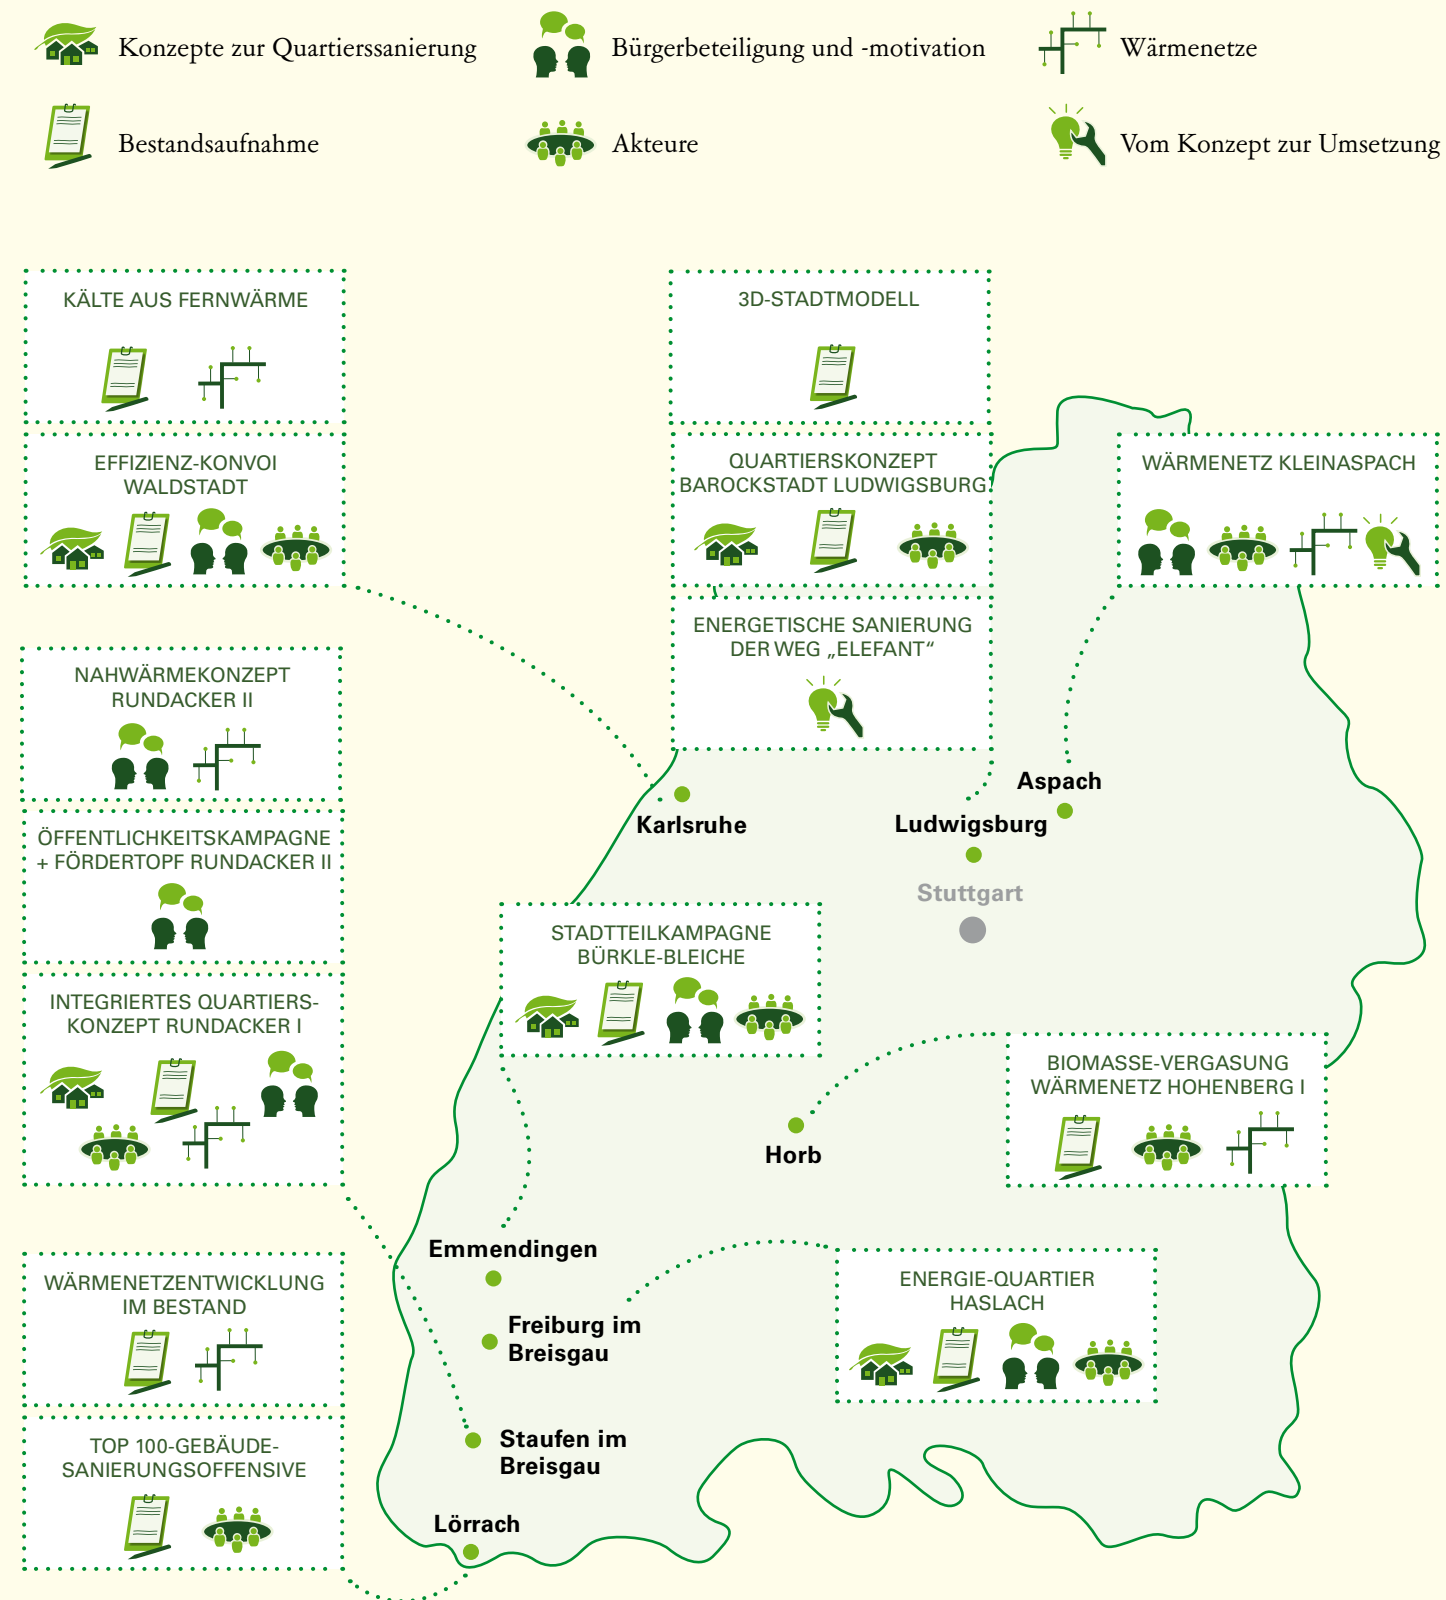 Konzepte zur Quartierssanierung
Bürgerbeteiligung und -motivation
Wärmenetze
Bestandsaufnahme
Akteure
Vom Konzept zur Umsetzung
KÄLTE AUS FERNWÄRME
EFFIZIENZ-KONVOI
WALDSTADT
3D-STADTMODELL
QUARTIERSKONZEPT
BAROCKSTADT LUDWIGSBURG
ENERGETISCHE SANIERUNG
DER WEG „ELEFANT“
WÄRMENETZ KLEINASPACH
NAHWÄRMEKONZEPT
RUNDACKER II
ÖFFENTLICHKEITSKAMPAGNE
+ FÖRDERTOPF RUNDACKER II
INTEGRIERTES QUARTIERS-
KONZEPT RUNDACKER I
Aspach
Karlsruhe
Ludwigsburg
Stuttgart
STADTTEILKAMPAGNE
BÜRKLE-BLEICHE
BIOMASSE-VERGASUNG
WÄRMENETZ HOHENBERG I
Horb
Emmendingen
WÄRMENETZENTWICKLUNG
IM BESTAND
Freiburg im
Breisgau
ENERGIE-QUARTIER
HASLACH
TOP 100-GEBÄUDE-
SANIERUNGSOFFENSIVE
Staufen im
Breisgau
Lörrach